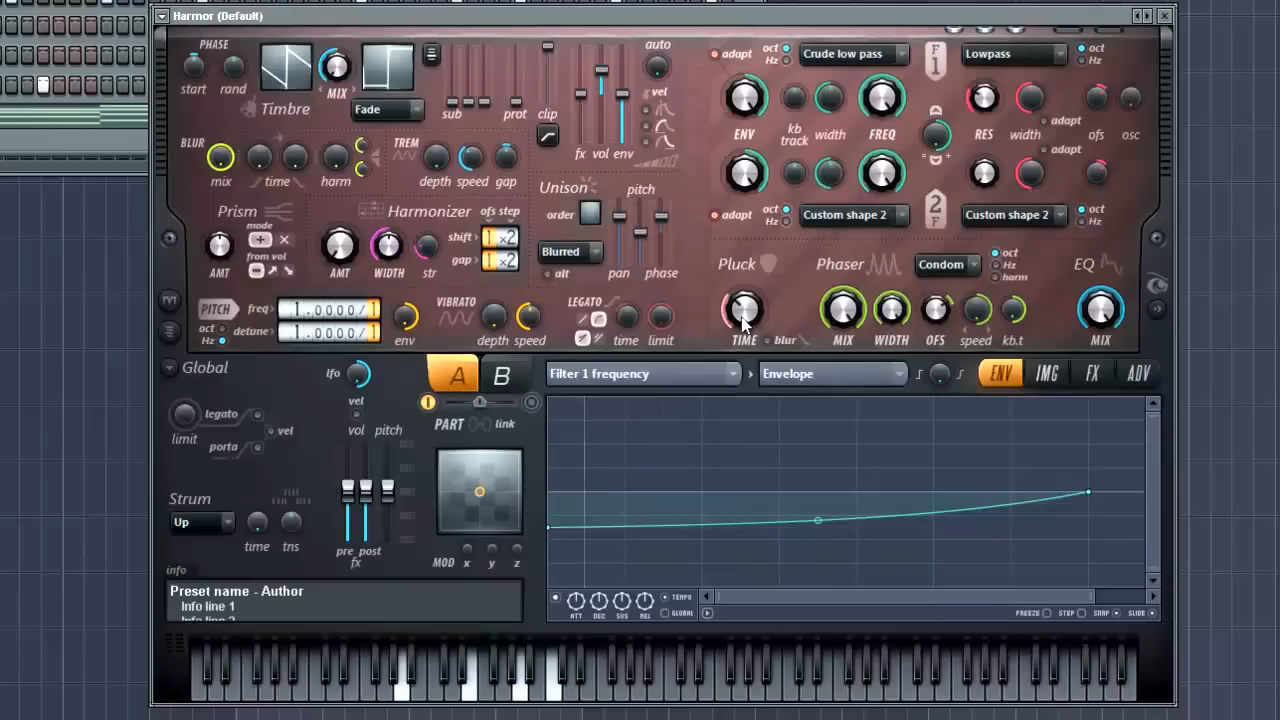 Harmor (Default)
PHASE
start
rand
MIX
Timbre
Fade
sub
prot
clip
fx vol env
auto
vel
adapt
oct
Hz
Crude low pass
F
1
Lowpass
oct
Hz
ENV
kb
track
width
FREQ
RES
width
adapt
ofs
osc
adapt
BLUR
mix
time
harm
TREM
depth
speed
gap
Unison
pitch
order
Blurred
alt
pan
phase
adapt
oct
Hz
Custom shape 2
2
F
Custom shape 2
oct
Hz
Prism
mode
from vol
AMT
Harmonizer
ofs step
AMT
WIDTH
str
shift
1 x2
gap
1 x2
Pluck
TIME
blur
Phaser
Condom
oct
Hz
harm
EQ
MIX
WIDTH
OFS
speed
kb.t
MIX
PITCH
freq
1.0000/1
oct
Hz
detune
1.0000/1
env
VIBRATO
depth
speed
LEGATO
time
limit
Global
lfo
vel
A
B
PART
link
Filter 1 frequency
Envelope
ENV
IMG
FX
ADV
limit
legato
vel
porta
vol
pitch
Strum
Up
time
tns
pre post
fx
MOD x y z
info
Preset name - Author
Info line 1
Info line 2
ATT
DEC
SUS
REL
TEMPO
GLOBAL
FREEZE
STEP
SNAP
SLIDE